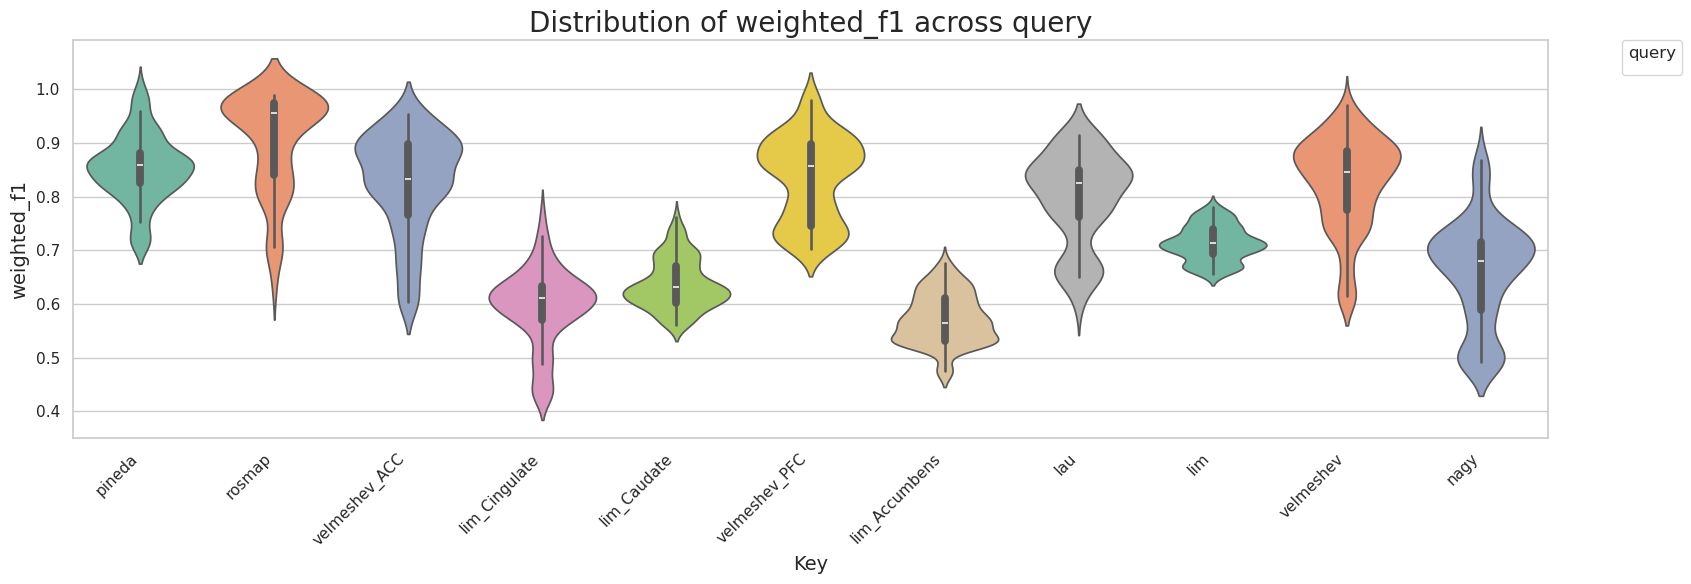 Distribution of weighted_f1 across query
query
weighted_f1
1.0
0.9
0.8
0.7
0.6
0.5
0.4
pineda
rosmap
velmeshev_ACC
lim_Cingulate
lim_Caudate
velmeshev_PFC
lim_Accumbens
lau
lim
velmeshev
nagy
Key